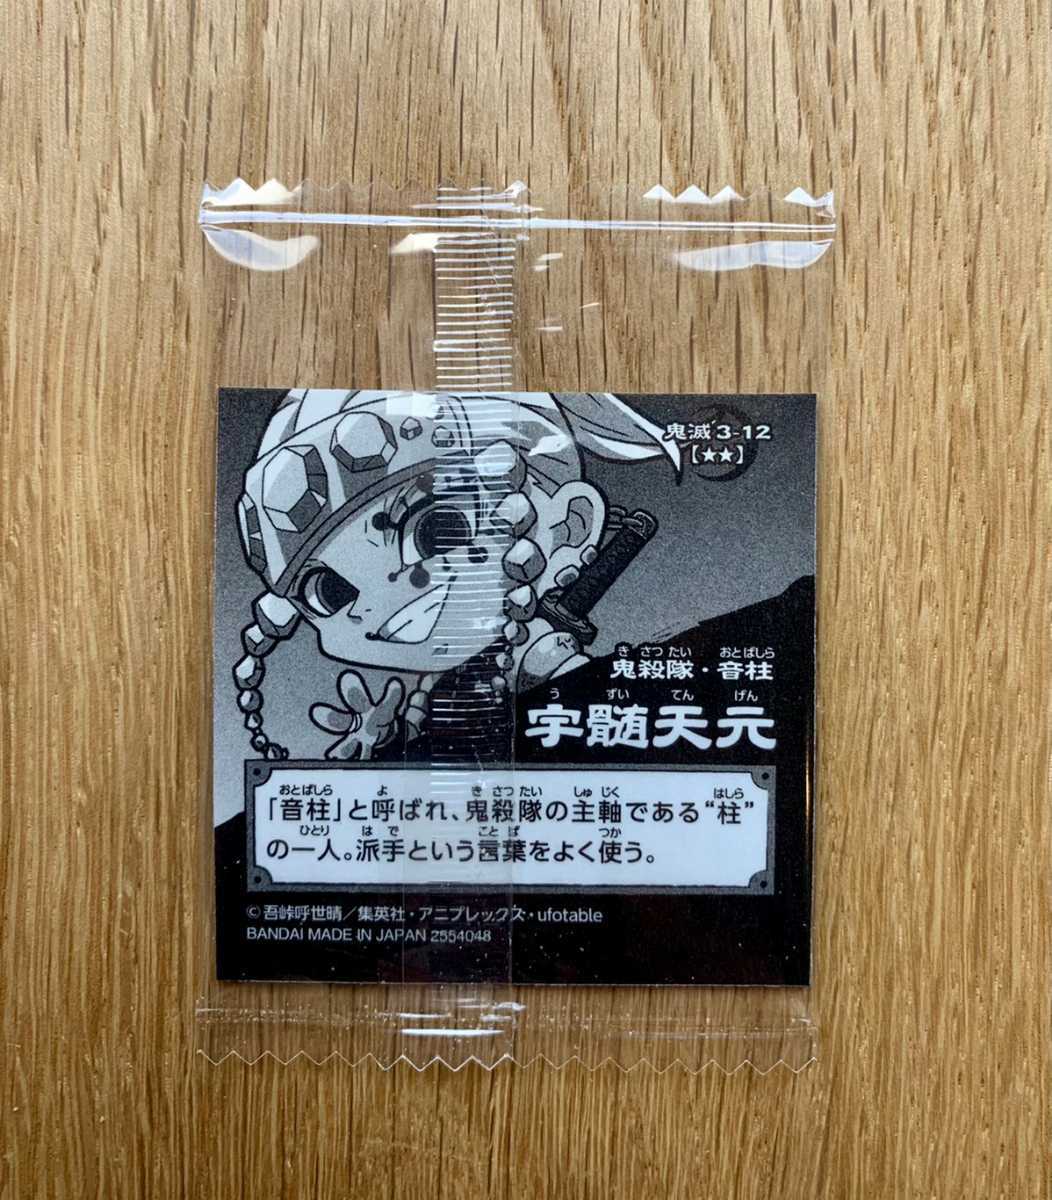 鬼滅 3-12
【★★】
き さつ たい おとばしら
鬼殺隊・音柱
う ずい てん げん
宇髄天元
おとばしら よ き さつ たい しゅ じく はしら
「音柱」と呼ばれ、鬼殺隊の主軸である“柱”
ひとり は で ことば つか
の一人。派手という言葉をよく使う。
©吾峠呼世晴／集英社・アニプレックス・ufotable
BANDAI MADE IN JAPAN 2554048